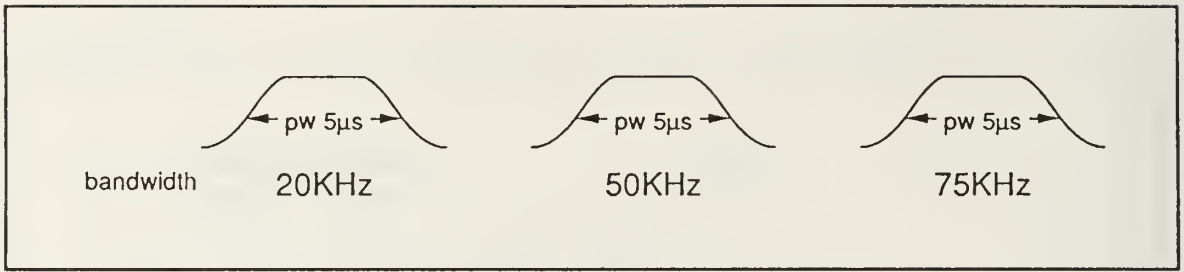 pw 5μs pw 5μs pw 5μs
bandwidth 20KHz 50KHz 75KHz